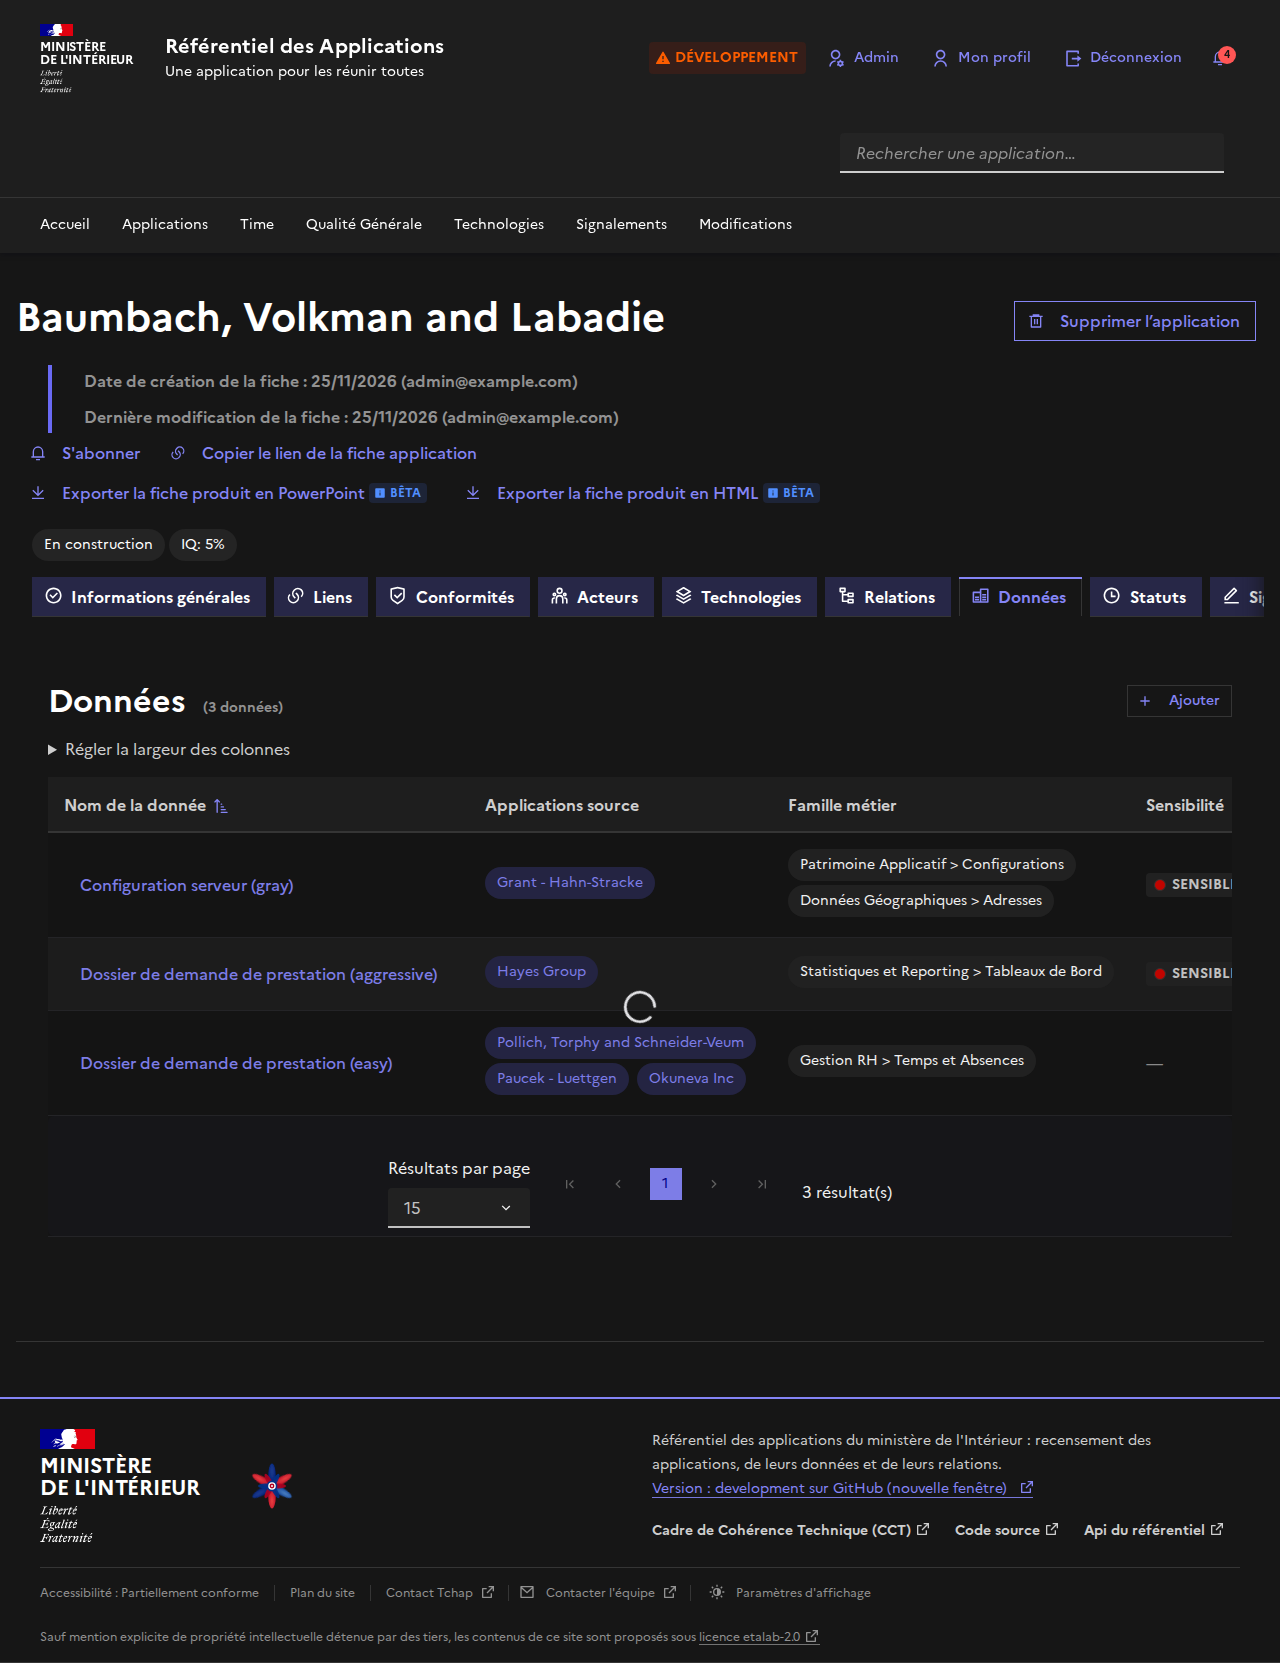 MINISTÈRE
DE L'INTÉRIEUR
Liberté
Égalité
Fraternité
Référentiel des Applications
Une application pour les réunir toutes
DÉVELOPPEMENT
Admin
Mon profil
Déconnexion
4
Rechercher une application…
Accueil
Applications
Time
Qualité Générale
Technologies
Signalements
Modifications
Baumbach, Volkman and Labadie
Supprimer l’application
Date de création de la fiche : 25/11/2026 (admin@example.com)
Dernière modification de la fiche : 25/11/2026 (admin@example.com)
S'abonner
Copier le lien de la fiche application
Exporter la fiche produit en PowerPoint
BÊTA
Exporter la fiche produit en HTML
BÊTA
En construction
IQ: 5%
Informations générales
Liens
Conformités
Acteurs
Technologies
Relations
Données
Statuts
Données
(3 données)
Ajouter
Régler la largeur des colonnes
Nom de la donnée
Applications source
Famille métier
Sensibilité
Configuration serveur (gray)
Grant - Hahn-Stracke
Patrimoine Applicatif > Configurations
Données Géographiques > Adresses
SENSIBL
Dossier de demande de prestation (aggressive)
Hayes Group
Statistiques et Reporting > Tableaux de Bord
SENSIBL
Dossier de demande de prestation (easy)
Pollich, Torphy and Schneider-Veum
Paucek - Luettgen
Okuneva Inc
Gestion RH > Temps et Absences
—
Résultats par page
15
1
3 résultat(s)
MINISTÈRE
DE L'INTÉRIEUR
Liberté
Égalité
Fraternité
Référentiel des applications du ministère de l'Intérieur : recensement des
applications, de leurs données et de leurs relations.
Version : development sur GitHub (nouvelle fenêtre)
Cadre de Cohérence Technique (CCT)
Code source
Api du référentiel
Accessibilité : Partiellement conforme
Plan du site
Contact Tchap
Contacter l'équipe
Paramètres d'affichage
Sauf mention explicite de propriété intellectuelle détenue par des tiers, les contenus de ce site sont proposés sous licence etalab-2.0